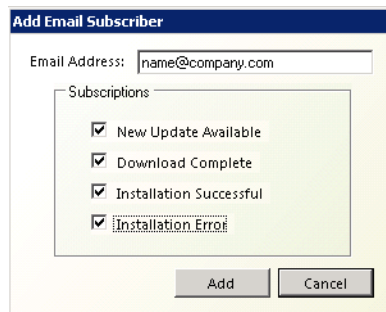 Add Email Subscriber
Email Address: name@company.com
Subscriptions
New Update Available
Download Complete
Installation Successful
Installation Error
Add Cancel